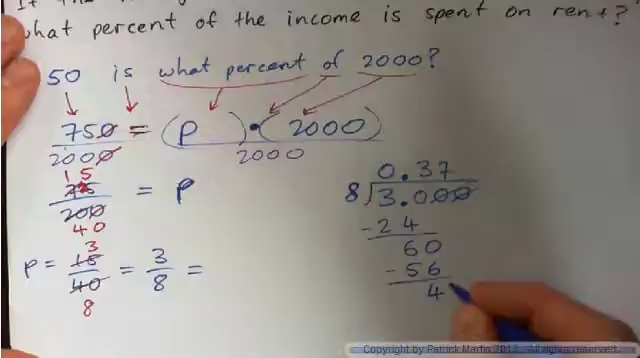 what percent of the income is spent on rent?
50 is what percent of 2000?
750 = ( p ) • ( 2000 )
2000 2000
15
75 = p
200
40
0.37
8 3.000
-24
60
-56
4
3
p = 15 = 3 =
40 8
8
Copyright by Patrick